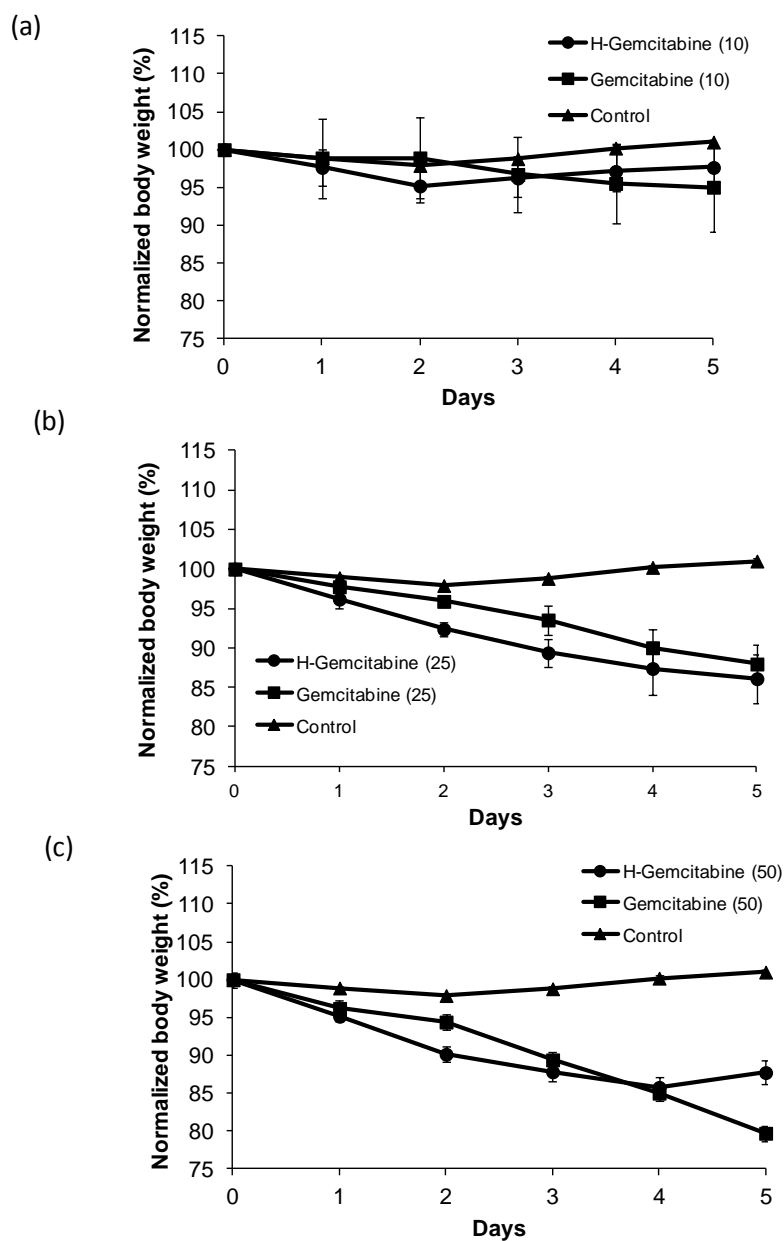 (a)
115
110
105
100
95
90
85
80
75
Normalized body weight (%)
H-Gemcitabine (10)
Gemcitabine (10)
Control
0 1 2 3 4 5
Days
(b)
115
110
105
100
95
90
85
80
75
Normalized body weight (%)
H-Gemcitabine (25)
Gemcitabine (25)
Control
0 1 2 3 4 5
Days
(c)
115
110
105
100
95
90
85
80
75
Normalized body weight (%)
H-Gemcitabine (50)
Gemcitabine (50)
Control
0 1 2 3 4 5
Days